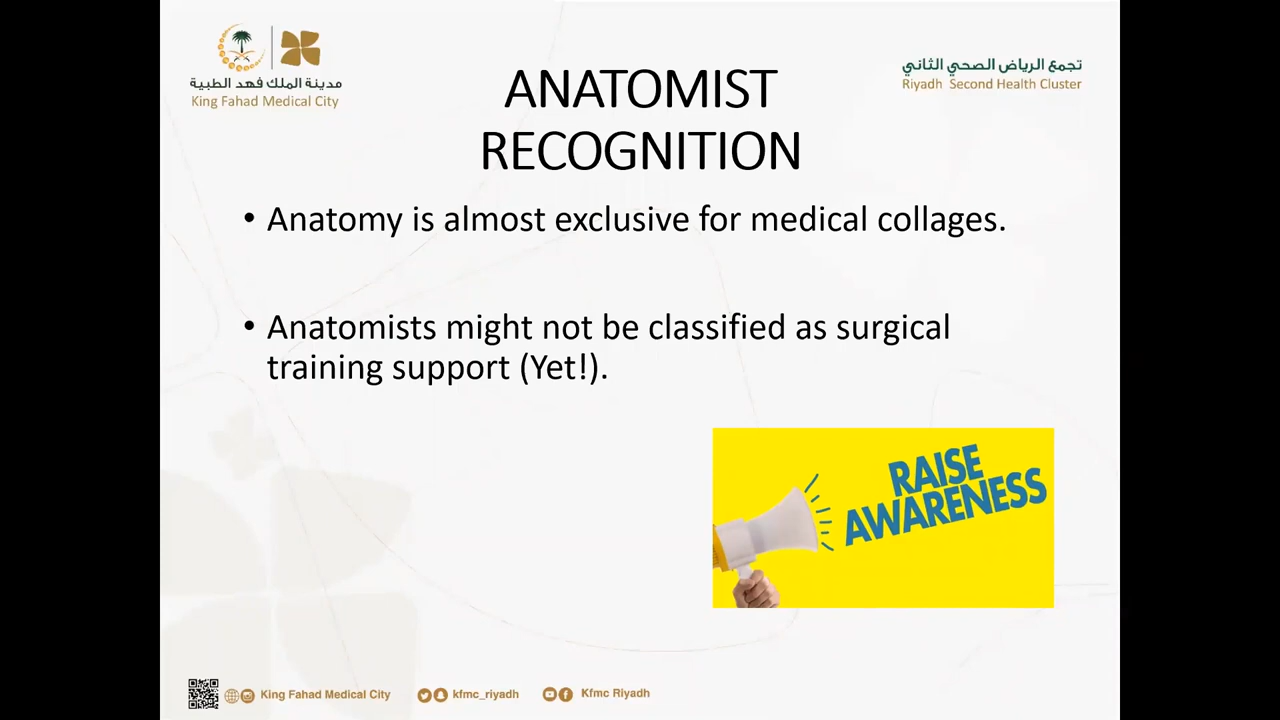 مدينة الملك فهد الطبية
King Fahad Medical City
تجمع الرياض الصحي الثاني
Riyadh Second Health Cluster
ANATOMIST
RECOGNITION
• Anatomy is almost exclusive for medical collages.
• Anatomists might not be classified as surgical
training support (Yet!).
RAISE
AWARENESS
King Fahad Medical City
kfmc_riyadh
Kfmc Riyadh